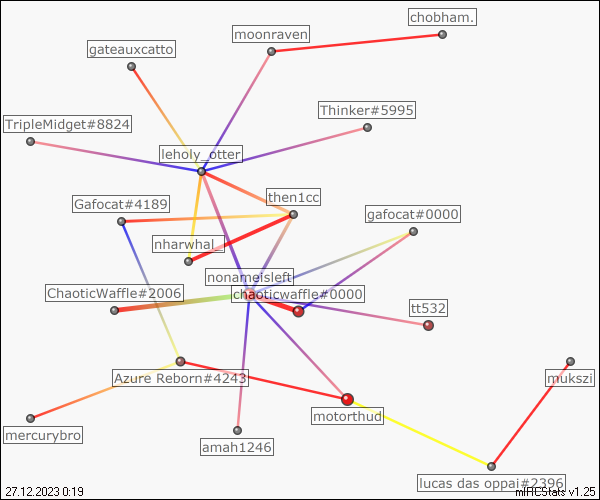 chobham.
moonraven
gateauxcatto
Thinker#5995
TripleMidget#8824
leholy_otter
then1cc
Gafocat#4189
gafocat#0000
nharwhal_
nonameisleft
ChaoticWaffle#2006
chaoticwaffle#0000
tt532
Azure Reborn#4243
mukszi
motorthud
mercurybro
amah1246
lucas das oppai#2396
27.12.2023 0:19
mIRCStats v1.25